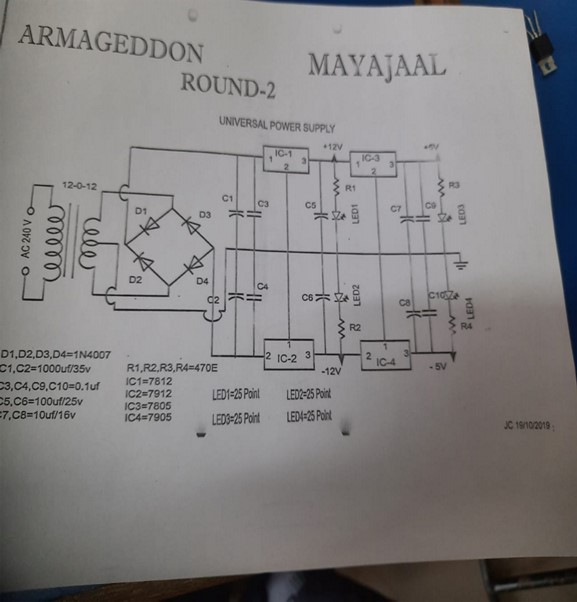 ARMAGEDDON
MAYAJAAL
ROUND-2
UNIVERSAL POWER SUPPLY
+12V
IC-1
1
3
2
IC-3
1
3
2
12-0-12
AC 240 V
D1
D3
D2
D4
C1
C3
C5
R1
LED1
C7
C9
R3
LED3
C2
C4
C6
LED2
R2
C8
C10
LED4
R4
IC-2
1
2
3
-12V
IC-4
1
2
3
- 5V
D1,D2,D3,D4=1N4007
C1,C2=1000uf/35v
C3,C4,C9,C10=0.1uf
C5,C6=100uf/25v
C7,C8=10uf/16v
R1,R2,R3,R4=470E
IC1=7812
IC2=7912
IC3=7805
IC4=7905
LED1=25 Point
LED2=25 Point
LED3=25 Point
LED4=25 Point
JC 19/10/2019